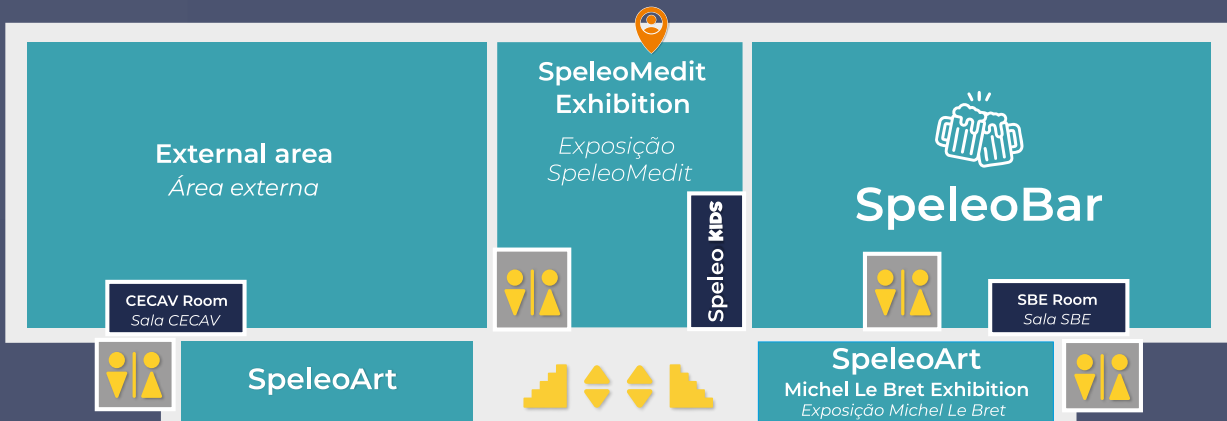 External area
Área externa
CECAV Room
Sala CECAV
SpeleoMedit
Exhibition
Exposição
SpeleoMedit
Speleo KIDS
SpeleoBar
SBE Room
Sala SBE
SpeleoArt
SpeleoArt
Michel Le Bret Exhibition
Exposição Michel Le Bret